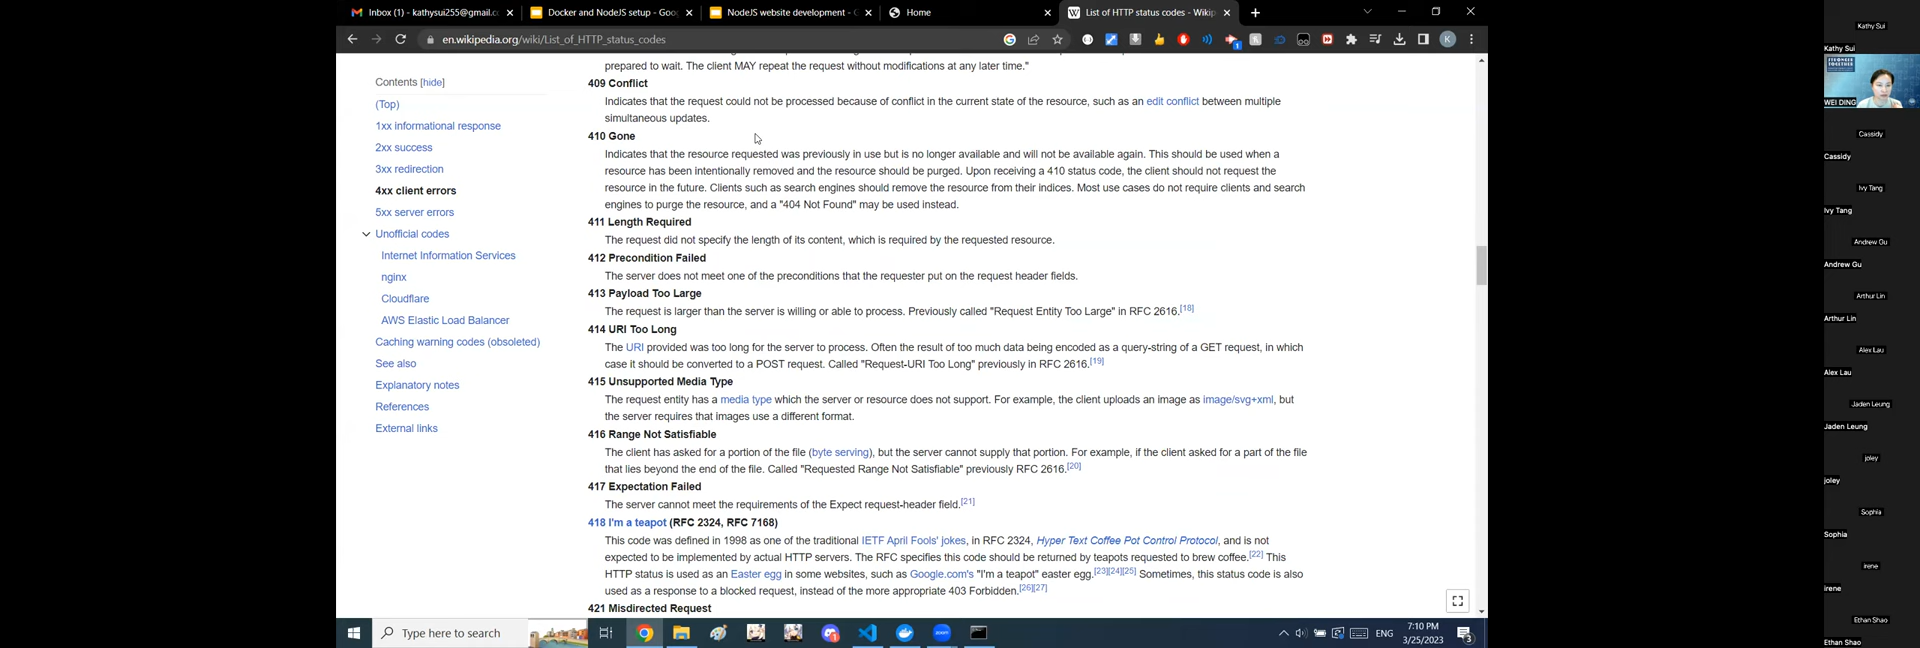 Inbox (1) - kathysui255@gmail.c
Docker and NodeJS setup - Goo
NodeJS website development - G
Home
List of HTTP status codes - Wikip
en.wikipedia.org/wiki/List_of_HTTP_status_codes
K
Contents [hide]
(Top)
1xx informational response
2xx success
3xx redirection
4xx client errors
5xx server errors
Unofficial codes
Internet Information Services
nginx
Cloudflare
AWS Elastic Load Balancer
Caching warning codes (obsoleted)
See also
Explanatory notes
References
External links
prepared to wait. The client MAY repeat the request without modifications at any later time."
409 Conflict
Indicates that the request could not be processed because of conflict in the current state of the resource, such as an edit conflict between multiple
simultaneous updates.
410 Gone
Indicates that the resource requested was previously in use but is no longer available and will not be available again. This should be used when a
resource has been intentionally removed and the resource should be purged. Upon receiving a 410 status code, the client should not request the
resource in the future. Clients such as search engines should remove the resource from their indices. Most use cases do not require clients and search
engines to purge the resource, and a "404 Not Found" may be used instead.
411 Length Required
The request did not specify the length of its content, which is required by the requested resource.
412 Precondition Failed
The server does not meet one of the preconditions that the requester put on the request header fields.
413 Payload Too Large
The request is larger than the server is willing or able to process. Previously called "Request Entity Too Large" in RFC 2616.[18]
414 URI Too Long
The URI provided was too long for the server to process. Often the result of too much data being encoded as a query-string of a GET request, in which
case it should be converted to a POST request. Called "Request-URI Too Long" previously in RFC 2616.[19]
415 Unsupported Media Type
The request entity has a media type which the server or resource does not support. For example, the client uploads an image as image/svg+xml, but
the server requires that images use a different format.
416 Range Not Satisfiable
The client has asked for a portion of the file (byte serving), but the server cannot supply that portion. For example, if the client asked for a part of the file
that lies beyond the end of the file. Called "Requested Range Not Satisfiable" previously RFC 2616.[20]
417 Expectation Failed
The server cannot meet the requirements of the Expect request-header field.[21]
418 I'm a teapot (RFC 2324, RFC 7168)
This code was defined in 1998 as one of the traditional IETF April Fools' jokes, in RFC 2324, Hyper Text Coffee Pot Control Protocol, and is not
expected to be implemented by actual HTTP servers. The RFC specifies this code should be returned by teapots requested to brew coffee.[22] This
HTTP status is used as an Easter egg in some websites, such as Google.com's "I'm a teapot" easter egg.[23][24][25] Sometimes, this status code is also
used as a response to a blocked request, instead of the more appropriate 403 Forbidden.[26][27]
421 Misdirected Request
Type here to search
ENG
7:10 PM
3/25/2023
3
Kathy Sui
Kathy Sui
STRONGER
TOGETHER
WEI DING
Cassidy
Cassidy
Ivy Tang
Ivy Tang
Andrew Gu
Andrew Gu
Arthur Lin
Arthur Lin
Alex Lau
Alex Lau
Jaden Leung
Jaden Leung
joley
joley
Sophia
Sophia
Irene
irene
Ethan Shao
Ethan Shao